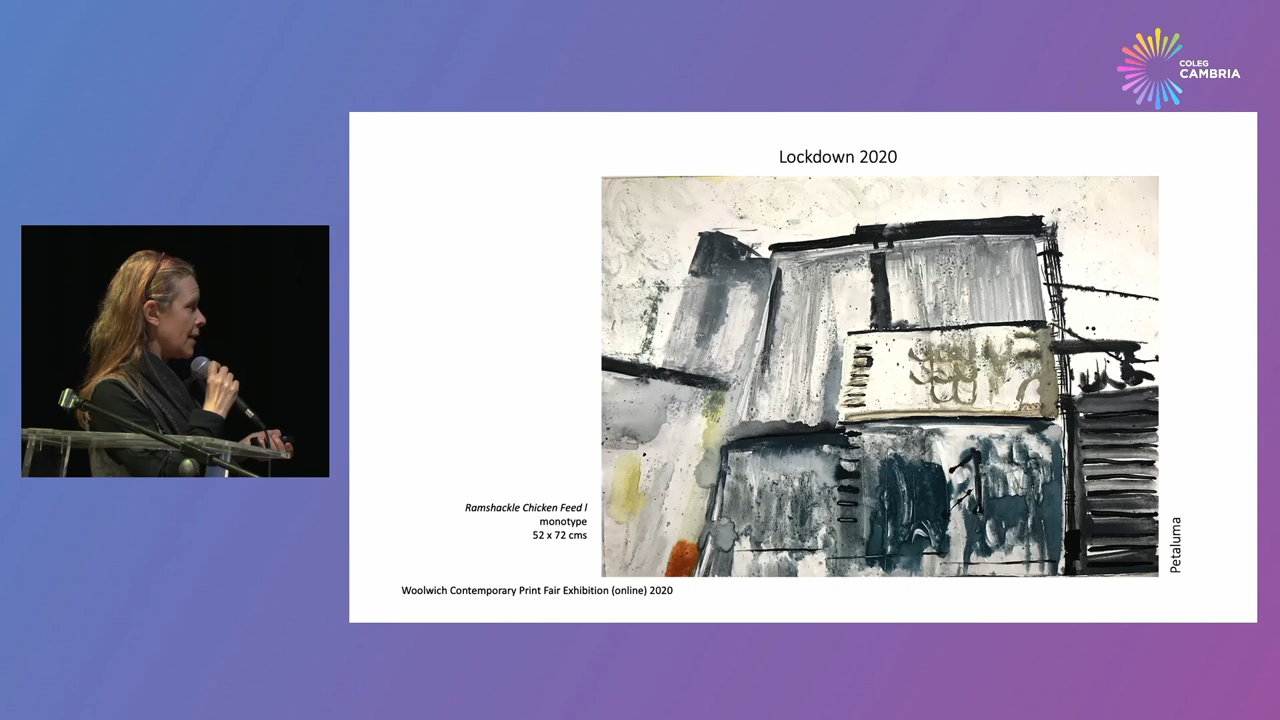 COLEG
CAMBRIA
Lockdown 2020
Ramshackle Chicken Feed I
monotype
52 x 72 cms
Petaluma
Woolwich Contemporary Print Fair Exhibition (online) 2020